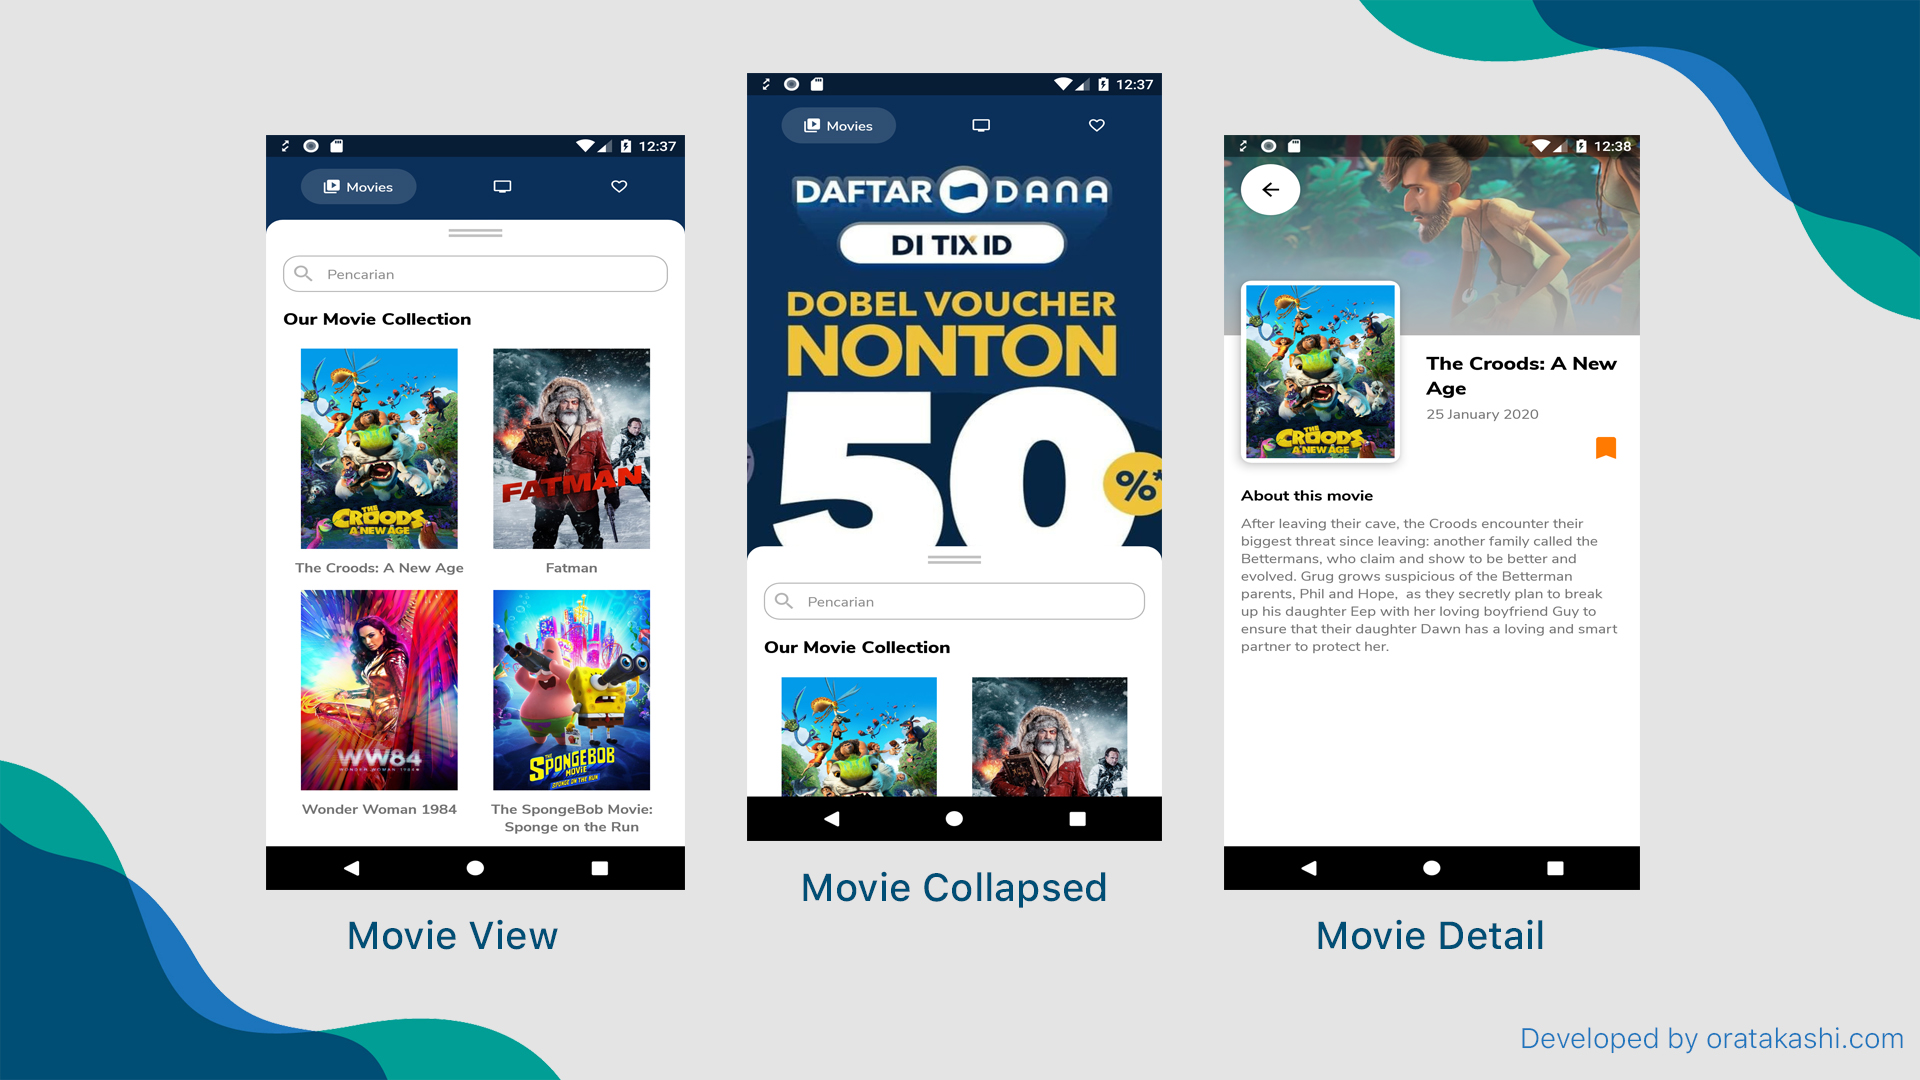 12:37
Movies
Pencarian
Our Movie Collection
THE
CROODS
A NEW AGE
The Croods: A New Age
FATMAN
Fatman
WW84
WONDER WOMAN 1984
Wonder Woman 1984
THE
SPONGEBOB
MOVIE
SPONGE ON THE RUN
The SpongeBob Movie:
Sponge on the Run
Movie View
12:37
Movies
DAFTAR DANA
DI TIX ID
DOBEL VOUCHER
NONTON
50
%*
Pencarian
Our Movie Collection
Movie Collapsed
12:38
THE
CROODS
A NEW AGE
The Croods: A New
Age
25 January 2020
About this movie
After leaving their cave, the Croods encounter their
biggest threat since leaving: another family called the
Bettermans, who claim and show to be better and
evolved. Grug grows suspicious of the Betterman
parents, Phil and Hope,  as they secretly plan to break
up his daughter Eep with her loving boyfriend Guy to
ensure that their daughter Dawn has a loving and smart
partner to protect her.
Movie Detail
Developed by oratakashi.com